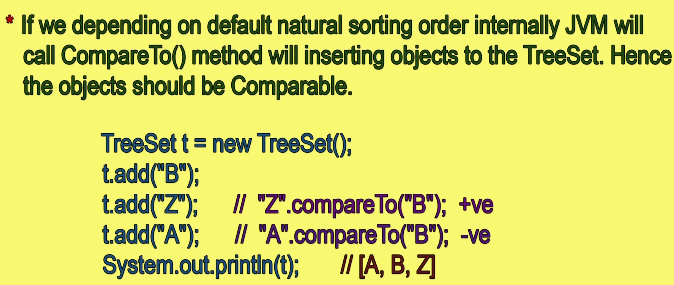 * If we depending on default natural sorting order internally JVM will
call CompareTo() method will inserting objects to the TreeSet. Hence
the objects should be Comparable.
TreeSet t = new TreeSet();
t.add("B");
t.add("Z"); // "Z".compareTo("B"); +ve
t.add("A"); // "A".compareTo("B"); -ve
System.out.println(t); // [A, B, Z]